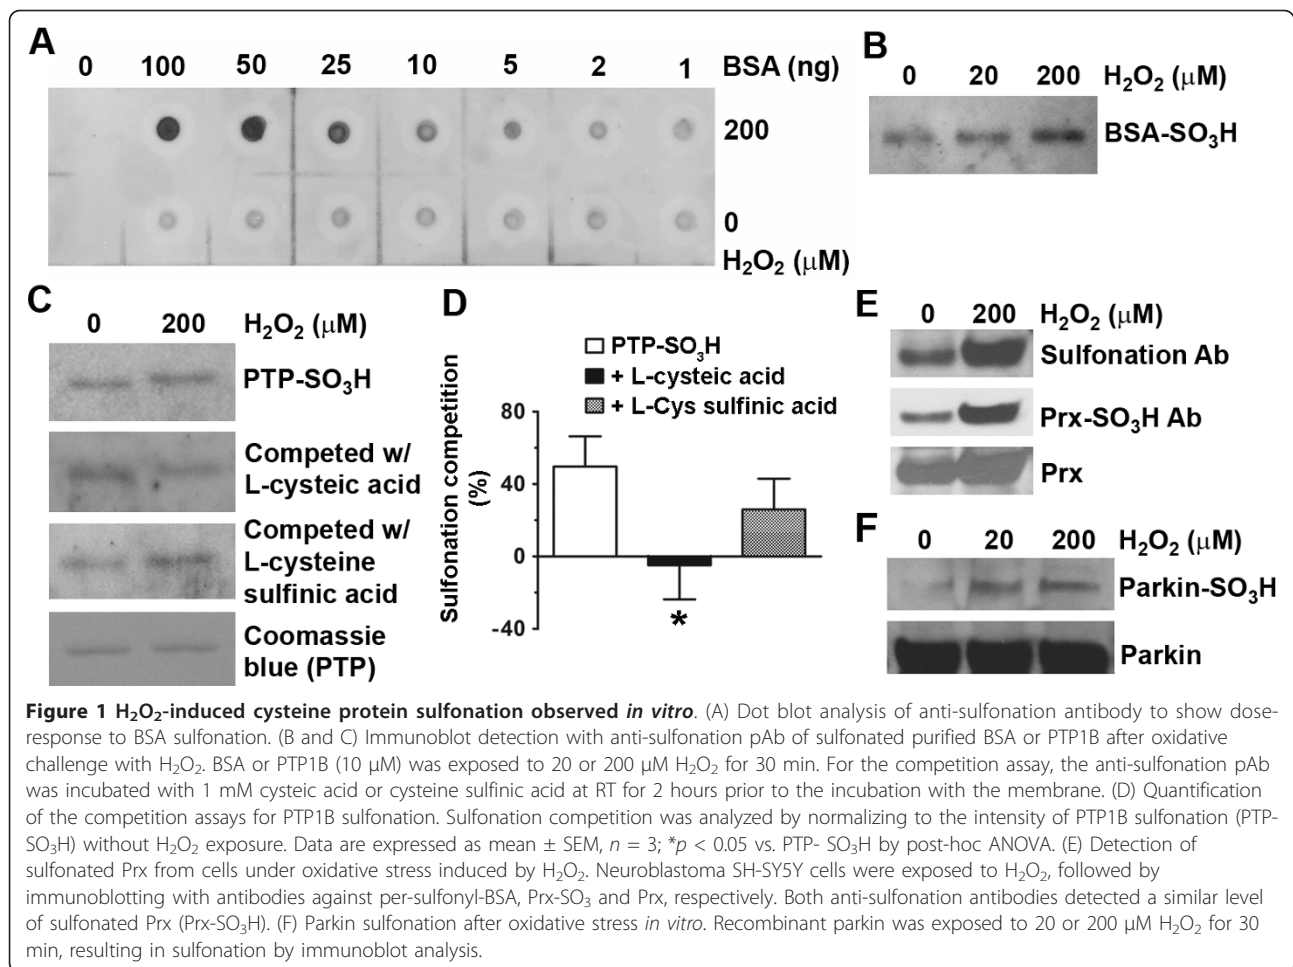 A
0 100 50 25 10 5 2 1 BSA (ng)
200
0
H₂O₂ (μM)
B
0 20 200 H₂O₂ (μM)
BSA-SO₃H
C
0 200 H₂O₂ (μM)
PTP-SO₃H
Competed w/
L-cysteic acid
Competed w/
L-cysteine
sulfinic acid
Coomassie
blue (PTP)
D
PTP-SO₃H
+ L-cysteic acid
+ L-Cys sulfinic acid
Sulfonation competition
(%)
80
40
0
-40
*
E
0 200 H₂O₂ (μM)
Sulfonation Ab
Prx-SO₃H Ab
Prx
F
0 20 200 H₂O₂ (μM)
Parkin-SO₃H
Parkin
Figure 1 H₂O₂-induced cysteine protein sulfonation observed in vitro. (A) Dot blot analysis of anti-sulfonation antibody to show dose-
response to BSA sulfonation. (B and C) Immunoblot detection with anti-sulfonation pAb of sulfonated purified BSA or PTP1B after oxidative
challenge with H₂O₂. BSA or PTP1B (10 μM) was exposed to 20 or 200 μM H₂O₂ for 30 min. For the competition assay, the anti-sulfonation pAb
was incubated with 1 mM cysteic acid or cysteine sulfinic acid at RT for 2 hours prior to the incubation with the membrane. (D) Quantification
of the competition assays for PTP1B sulfonation. Sulfonation competition was analyzed by normalizing to the intensity of PTP1B sulfonation (PTP-
SO₃H) without H₂O₂ exposure. Data are expressed as mean ± SEM, n = 3; *p < 0.05 vs. PTP- SO₃H by post-hoc ANOVA. (E) Detection of
sulfonated Prx from cells under oxidative stress induced by H₂O₂. Neuroblastoma SH-SY5Y cells were exposed to H₂O₂, followed by
immunoblotting with antibodies against per-sulfonyl-BSA, Prx-SO₃ and Prx, respectively. Both anti-sulfonation antibodies detected a similar level
of sulfonated Prx (Prx-SO₃H). (F) Parkin sulfonation after oxidative stress in vitro. Recombinant parkin was exposed to 20 or 200 μM H₂O₂ for 30
min, resulting in sulfonation by immunoblot analysis.